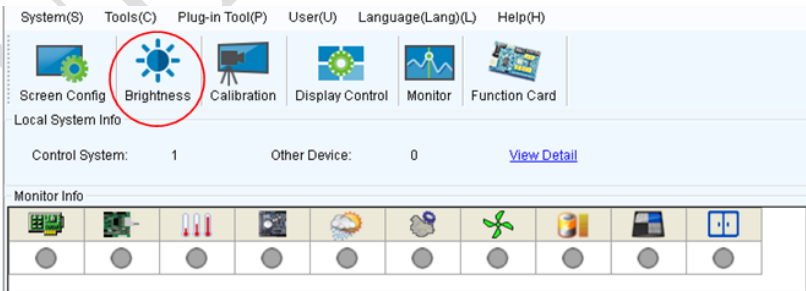 System(S) Tools(C) Plug-in Tool(P) User(U) Language(Lang)(L) Help(H)
Screen Config Brightness Calibration Display Control Monitor Function Card
Local System Info
Control System: 1 Other Device: 0 View Detail
Monitor Info